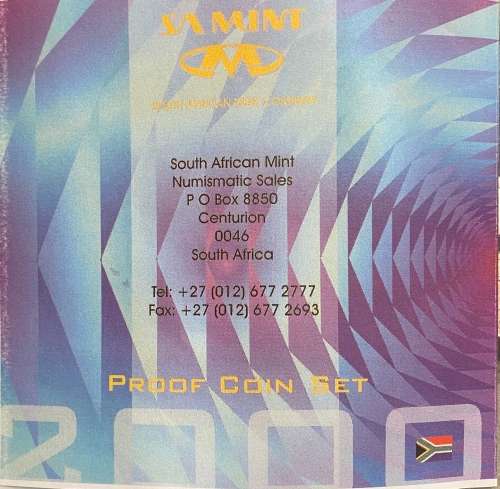 SA MINT
South African Mint
Numismatic Sales
P O Box 8850
Centurion
0046
South Africa
Tel: +27 (012) 677 2777
Fax: +27 (012) 677 2693
PROOF COIN SET
2000